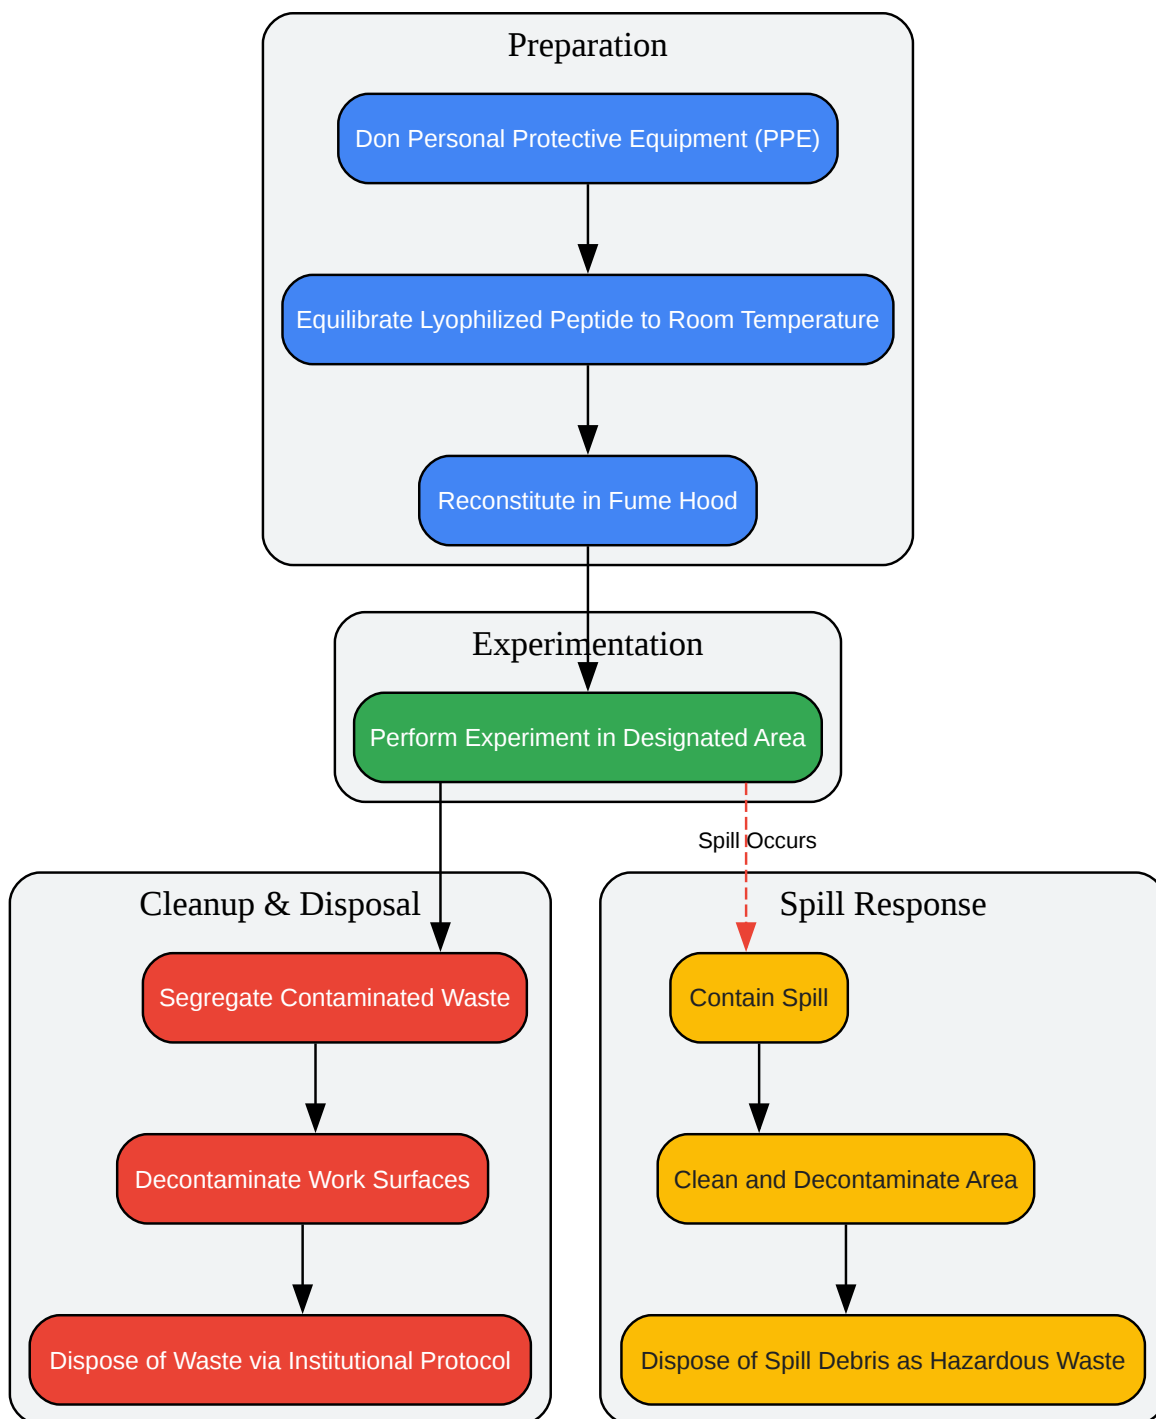 Preparation
Don Personal Protective Equipment (PPE)
Equilibrate Lyophilized Peptide to Room Temperature
Reconstitute in Fume Hood
Experimentation
Perform Experiment in Designated Area
Spill Occurs
Cleanup & Disposal
Segregate Contaminated Waste
Decontaminate Work Surfaces
Dispose of Waste via Institutional Protocol
Spill Response
Contain Spill
Clean and Decontaminate Area
Dispose of Spill Debris as Hazardous Waste